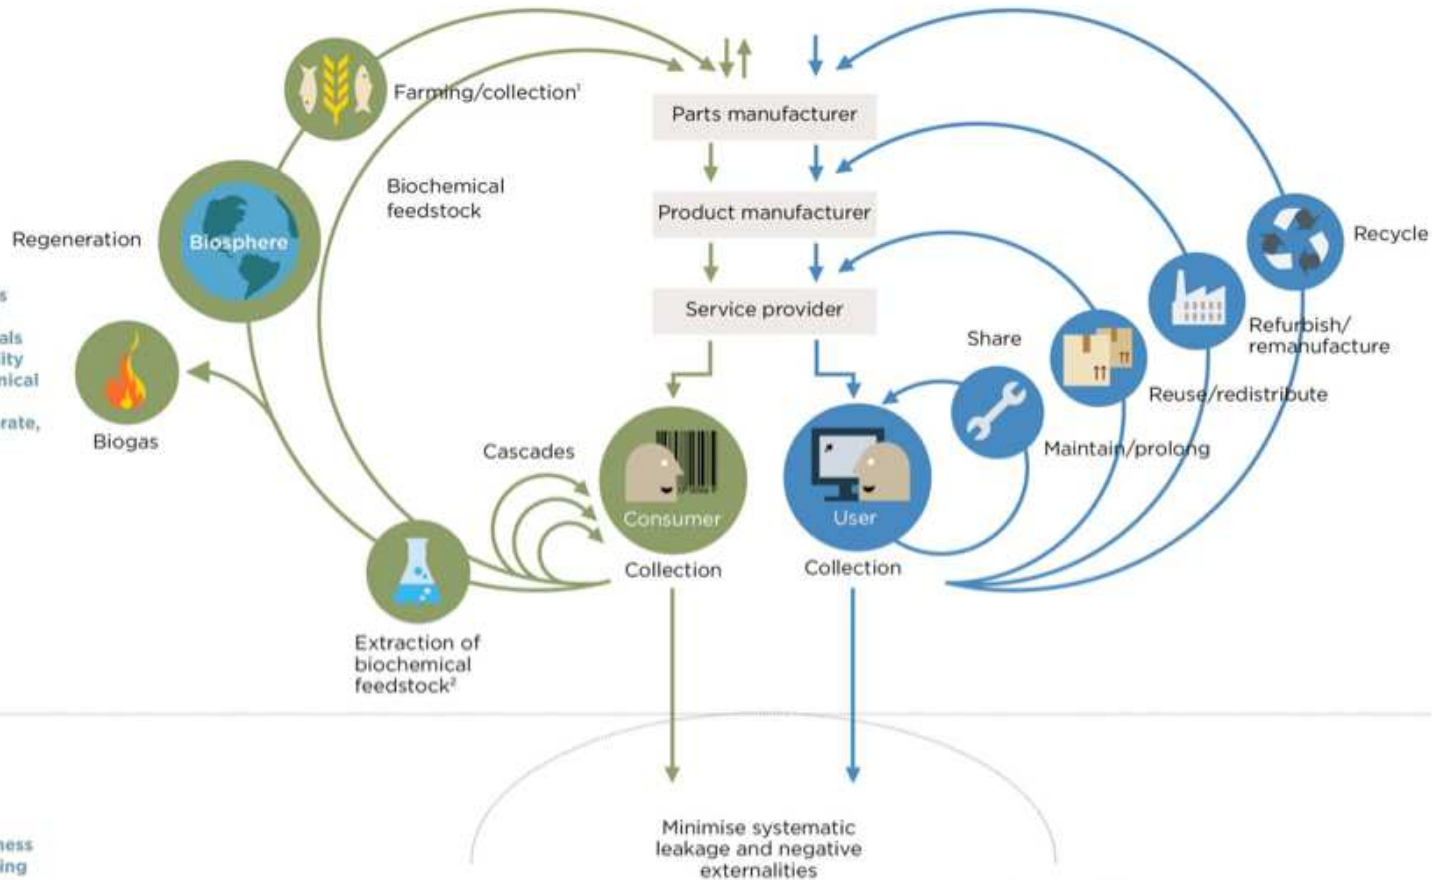 Farming/collection¹
Parts manufacturer
Biochemical
feedstock
Product manufacturer
Regeneration
Biosphere
Recycle
Service provider
Share
Refurbish/
remanufacture
Reuse/redistribute
Biogas
Cascades
Maintain/prolong
Consumer
User
Collection
Collection
Extraction of
biochemical
feedstock²
Minimise systematic
leakage and negative
externalities